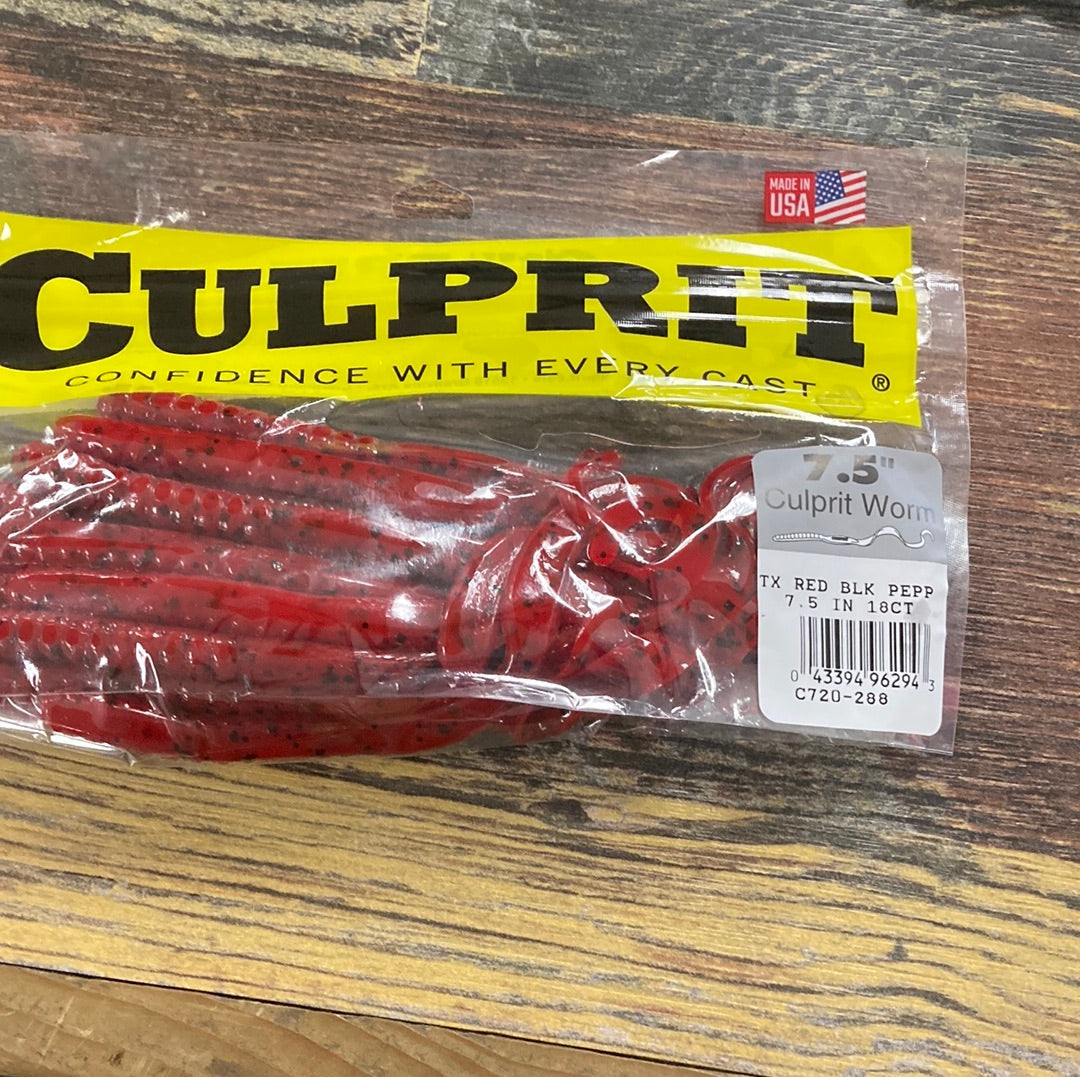 MADE IN
USA
CULPRIT
CONFIDENCE WITH EVERY CAST ®
7.5"
Culprit Worm
TX RED BLK PEPP
7.5 IN 18CT
0 43394 96294 3
C720-288